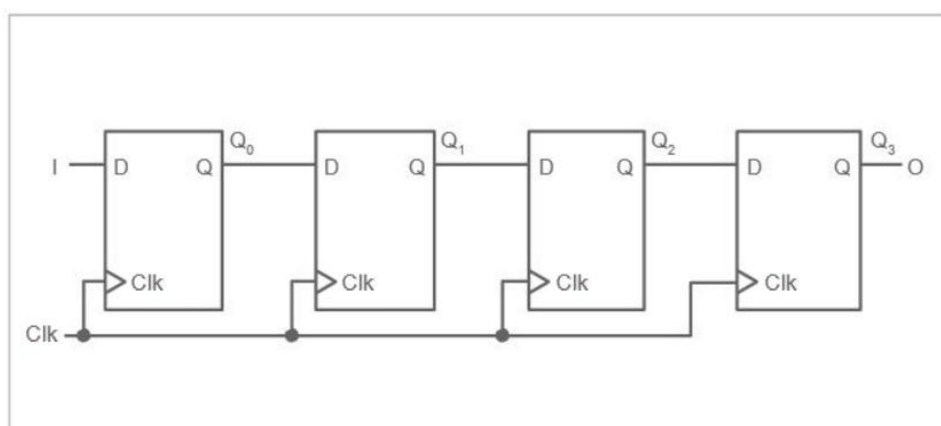 Q₀ Q₁ Q₂ Q₃
I D Q D Q D Q D Q O
Clk Clk Clk Clk
Clk